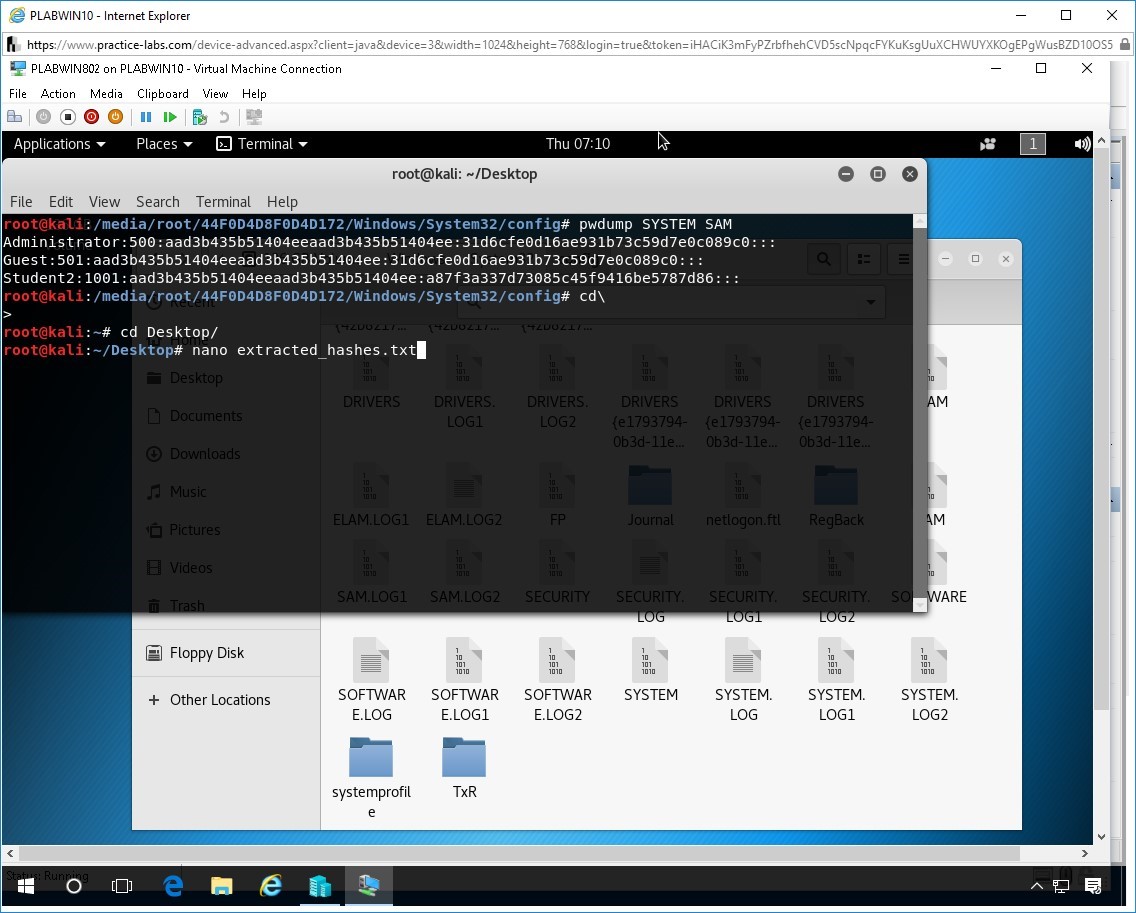 PLABWIN10 - Internet Explorer
https://www.practice-labs.com/device-advanced.aspx?client=java&device=3&width=1024&height=768&login=true&token=iHACiK3mFyPZrbfhehCVD5scNpqcFYKuKsgUuXCHWUYXKOgEPgWusBZD10OS5
PLABWIN802 on PLABWIN10 - Virtual Machine Connection
File Action Media Clipboard View Help
Applications Places Terminal Thu 07:10 1
root@kali: ~/Desktop
File Edit View Search Terminal Help
root@kali:/media/root/44F0D4D8F0D4D172/Windows/System32/config# pwdump SYSTEM SAM
Administrator:500:aad3b435b51404eeaad3b435b51404ee:31d6cfe0d16ae931b73c59d7e0c089c0:::
Guest:501:aad3b435b51404eeaad3b435b51404ee:31d6cfe0d16ae931b73c59d7e0c089c0:::
Student2:1001:aad3b435b51404eeaad3b435b51404ee:a87f3a337d73085c45f9416be5787d86:::
root@kali:/media/root/44F0D4D8F0D4D172/Windows/System32/config# cd\
>
root@kali:~# cd Desktop/
root@kali:~/Desktop# nano extracted_hashes.txt
Recent
Home
Desktop
Documents
Downloads
Music
Pictures
Videos
Trash
Floppy Disk
+ Other Locations
DRIVERS
DRIVERS.
LOG1
DRIVERS.
LOG2
DRIVERS
{e1793794-
0b3d-11e...
DRIVERS
{e1793794-
0b3d-11e...
DRIVERS
{e1793794-
0b3d-11e...
ELAM.LOG1
ELAM.LOG2
FP
Journal
netlogon.ftl
RegBack
SAM.LOG1
SAM.LOG2
SECURITY
SECURITY.
LOG
SECURITY.
LOG1
SECURITY.
LOG2
SOFTWAR
E.LOG
SOFTWAR
E.LOG1
SOFTWAR
E.LOG2
SYSTEM
SYSTEM.
LOG
SYSTEM.
LOG1
SYSTEM.
LOG2
systemprofil
e
TxR
Status: Running